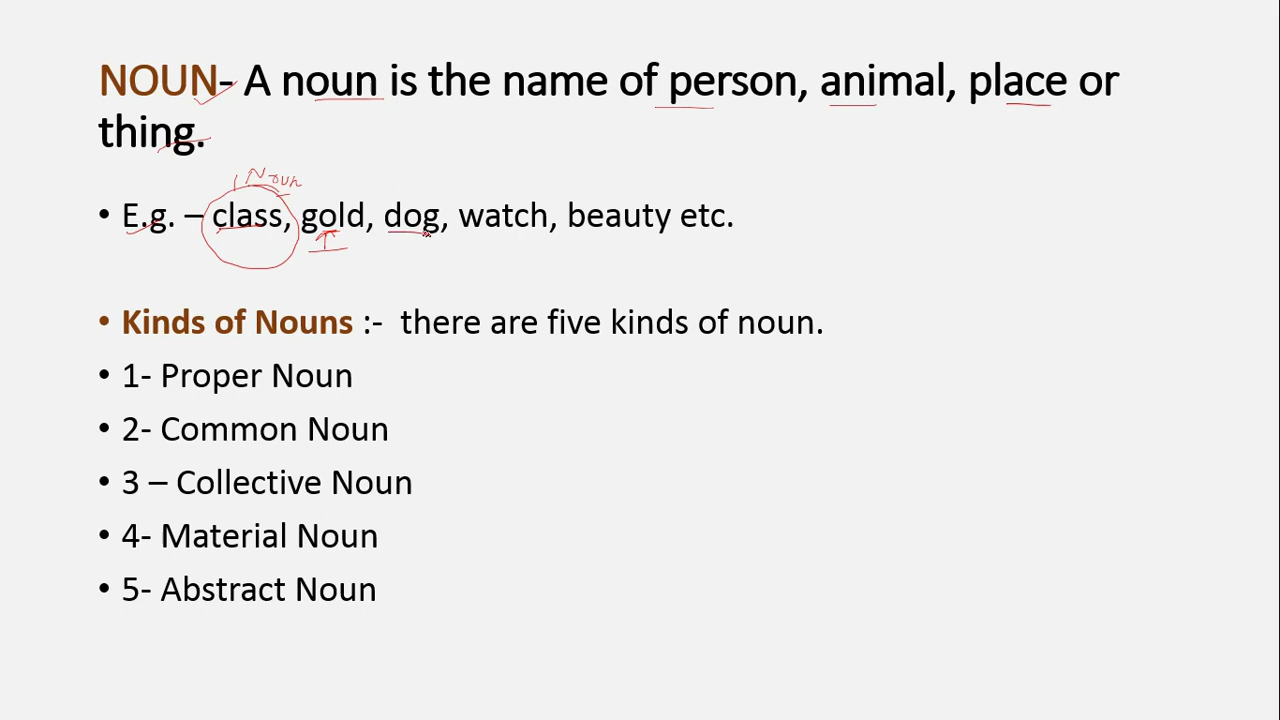 NOUN- A noun is the name of person, animal, place or
thing.
Noun
• E.g. – class, gold, dog, watch, beauty etc.
• Kinds of Nouns :- there are five kinds of noun.
• 1- Proper Noun
• 2- Common Noun
• 3 – Collective Noun
• 4- Material Noun
• 5- Abstract Noun